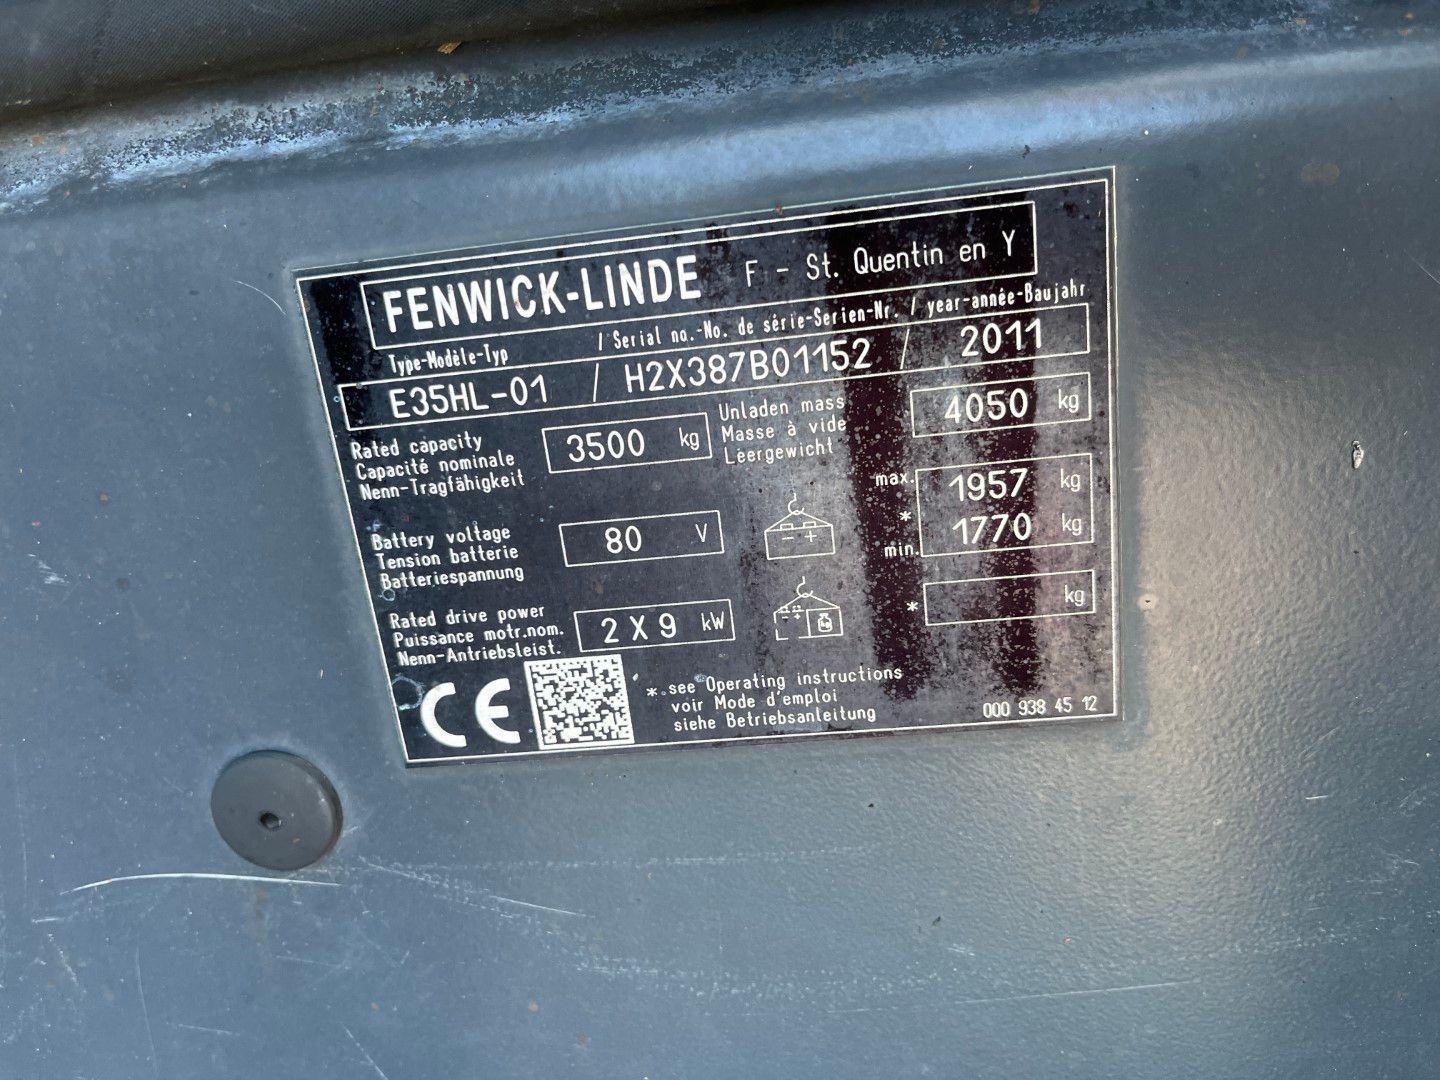 FENWICK-LINDE F - St. Quentin en Y
Type-Modèle-Typ / Serial no.-No. de série-Serien-Nr. / year-année-Baujahr
E35HL-01 / H2X387B01152 / 2011
Rated capacity
Capacité nominale
Nenn-Tragfähigkeit
3500 kg
Unladen mass
Masse à vide
Leergewicht
4050 kg
Battery voltage
Tension batterie
Batteriespannung
80 V
- +
max. 1957 kg
*
min. 1770 kg
Rated drive power
Puissance motr.nom.
Nenn-Antriebsleist.
2 X 9 kW
- +
kg
* kg
CE
*.see Operating instructions
voir Mode d'emploi
siehe Betriebsanleitung
000 938 45 12